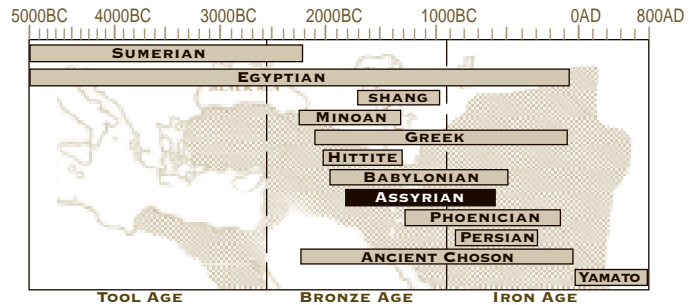 5000BC 4000BC 3000BC 2000BC 1000BC 0AD 800AD
SUMERIAN
EGYPTIAN
SHANG
MINOAN
GREEK
HITTITE
BABYLONIAN
ASSYRIAN
PHOENICIAN
PERSIAN
ANCIENT CHOSON
YAMATO
TOOL AGE BRONZE AGE IRON AGE